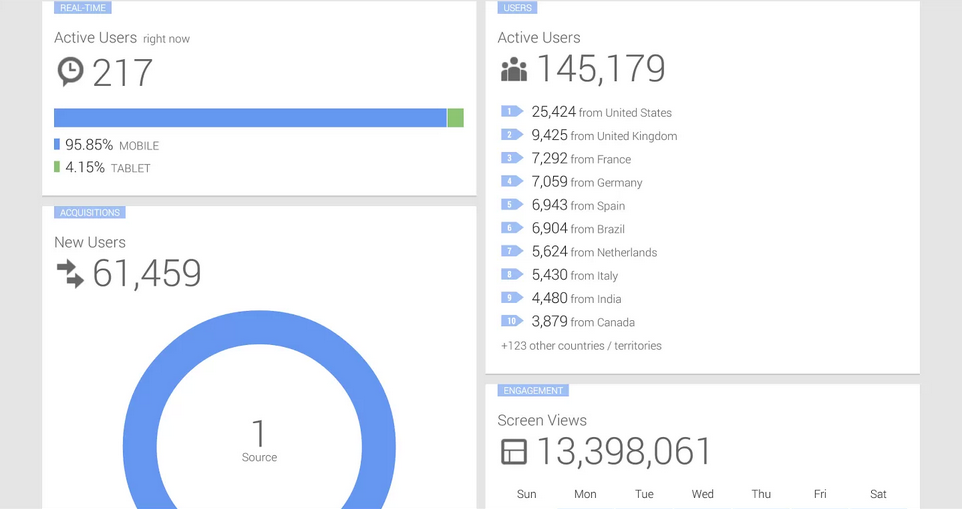 REAL-TIME
Active Users right now
217
95.85% MOBILE
4.15% TABLET
ACQUISITIONS
New Users
61,459
1
Source
USERS
Active Users
145,179
1 25,424 from United States
2 9,425 from United Kingdom
3 7,292 from France
4 7,059 from Germany
5 6,943 from Spain
6 6,904 from Brazil
7 5,624 from Netherlands
8 5,430 from Italy
9 4,480 from India
10 3,879 from Canada
+123 other countries / territories
ENGAGEMENT
Screen Views
13,398,061
Sun Mon Tue Wed Thu Fri Sat